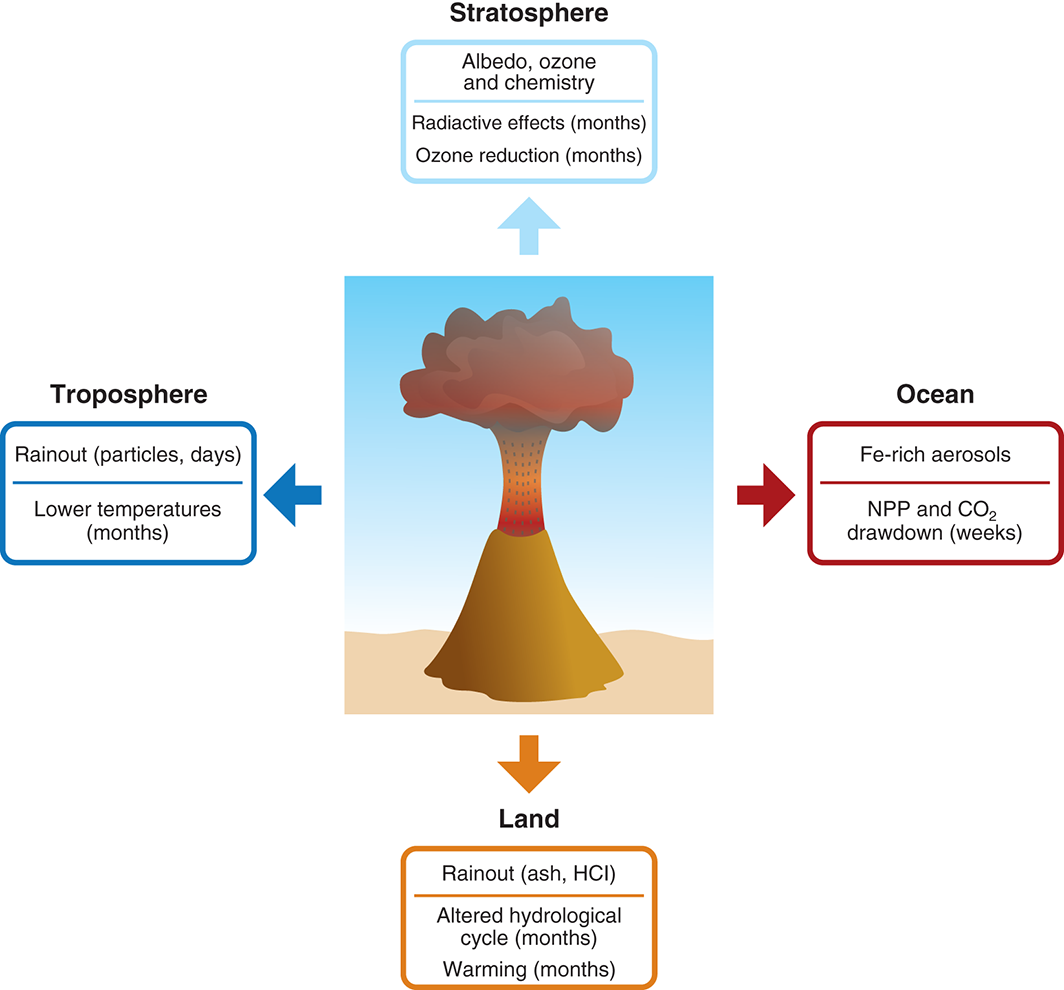 Stratosphere
Albedo, ozone
and chemistry
Radiactive effects (months)
Ozone reduction (months)
Troposphere
Rainout (particles, days)
Lower temperatures
(months)
Ocean
Fe-rich aerosols
NPP and CO₂
drawdown (weeks)
Land
Rainout (ash, HCl)
Altered hydrological
cycle (months)
Warming (months)